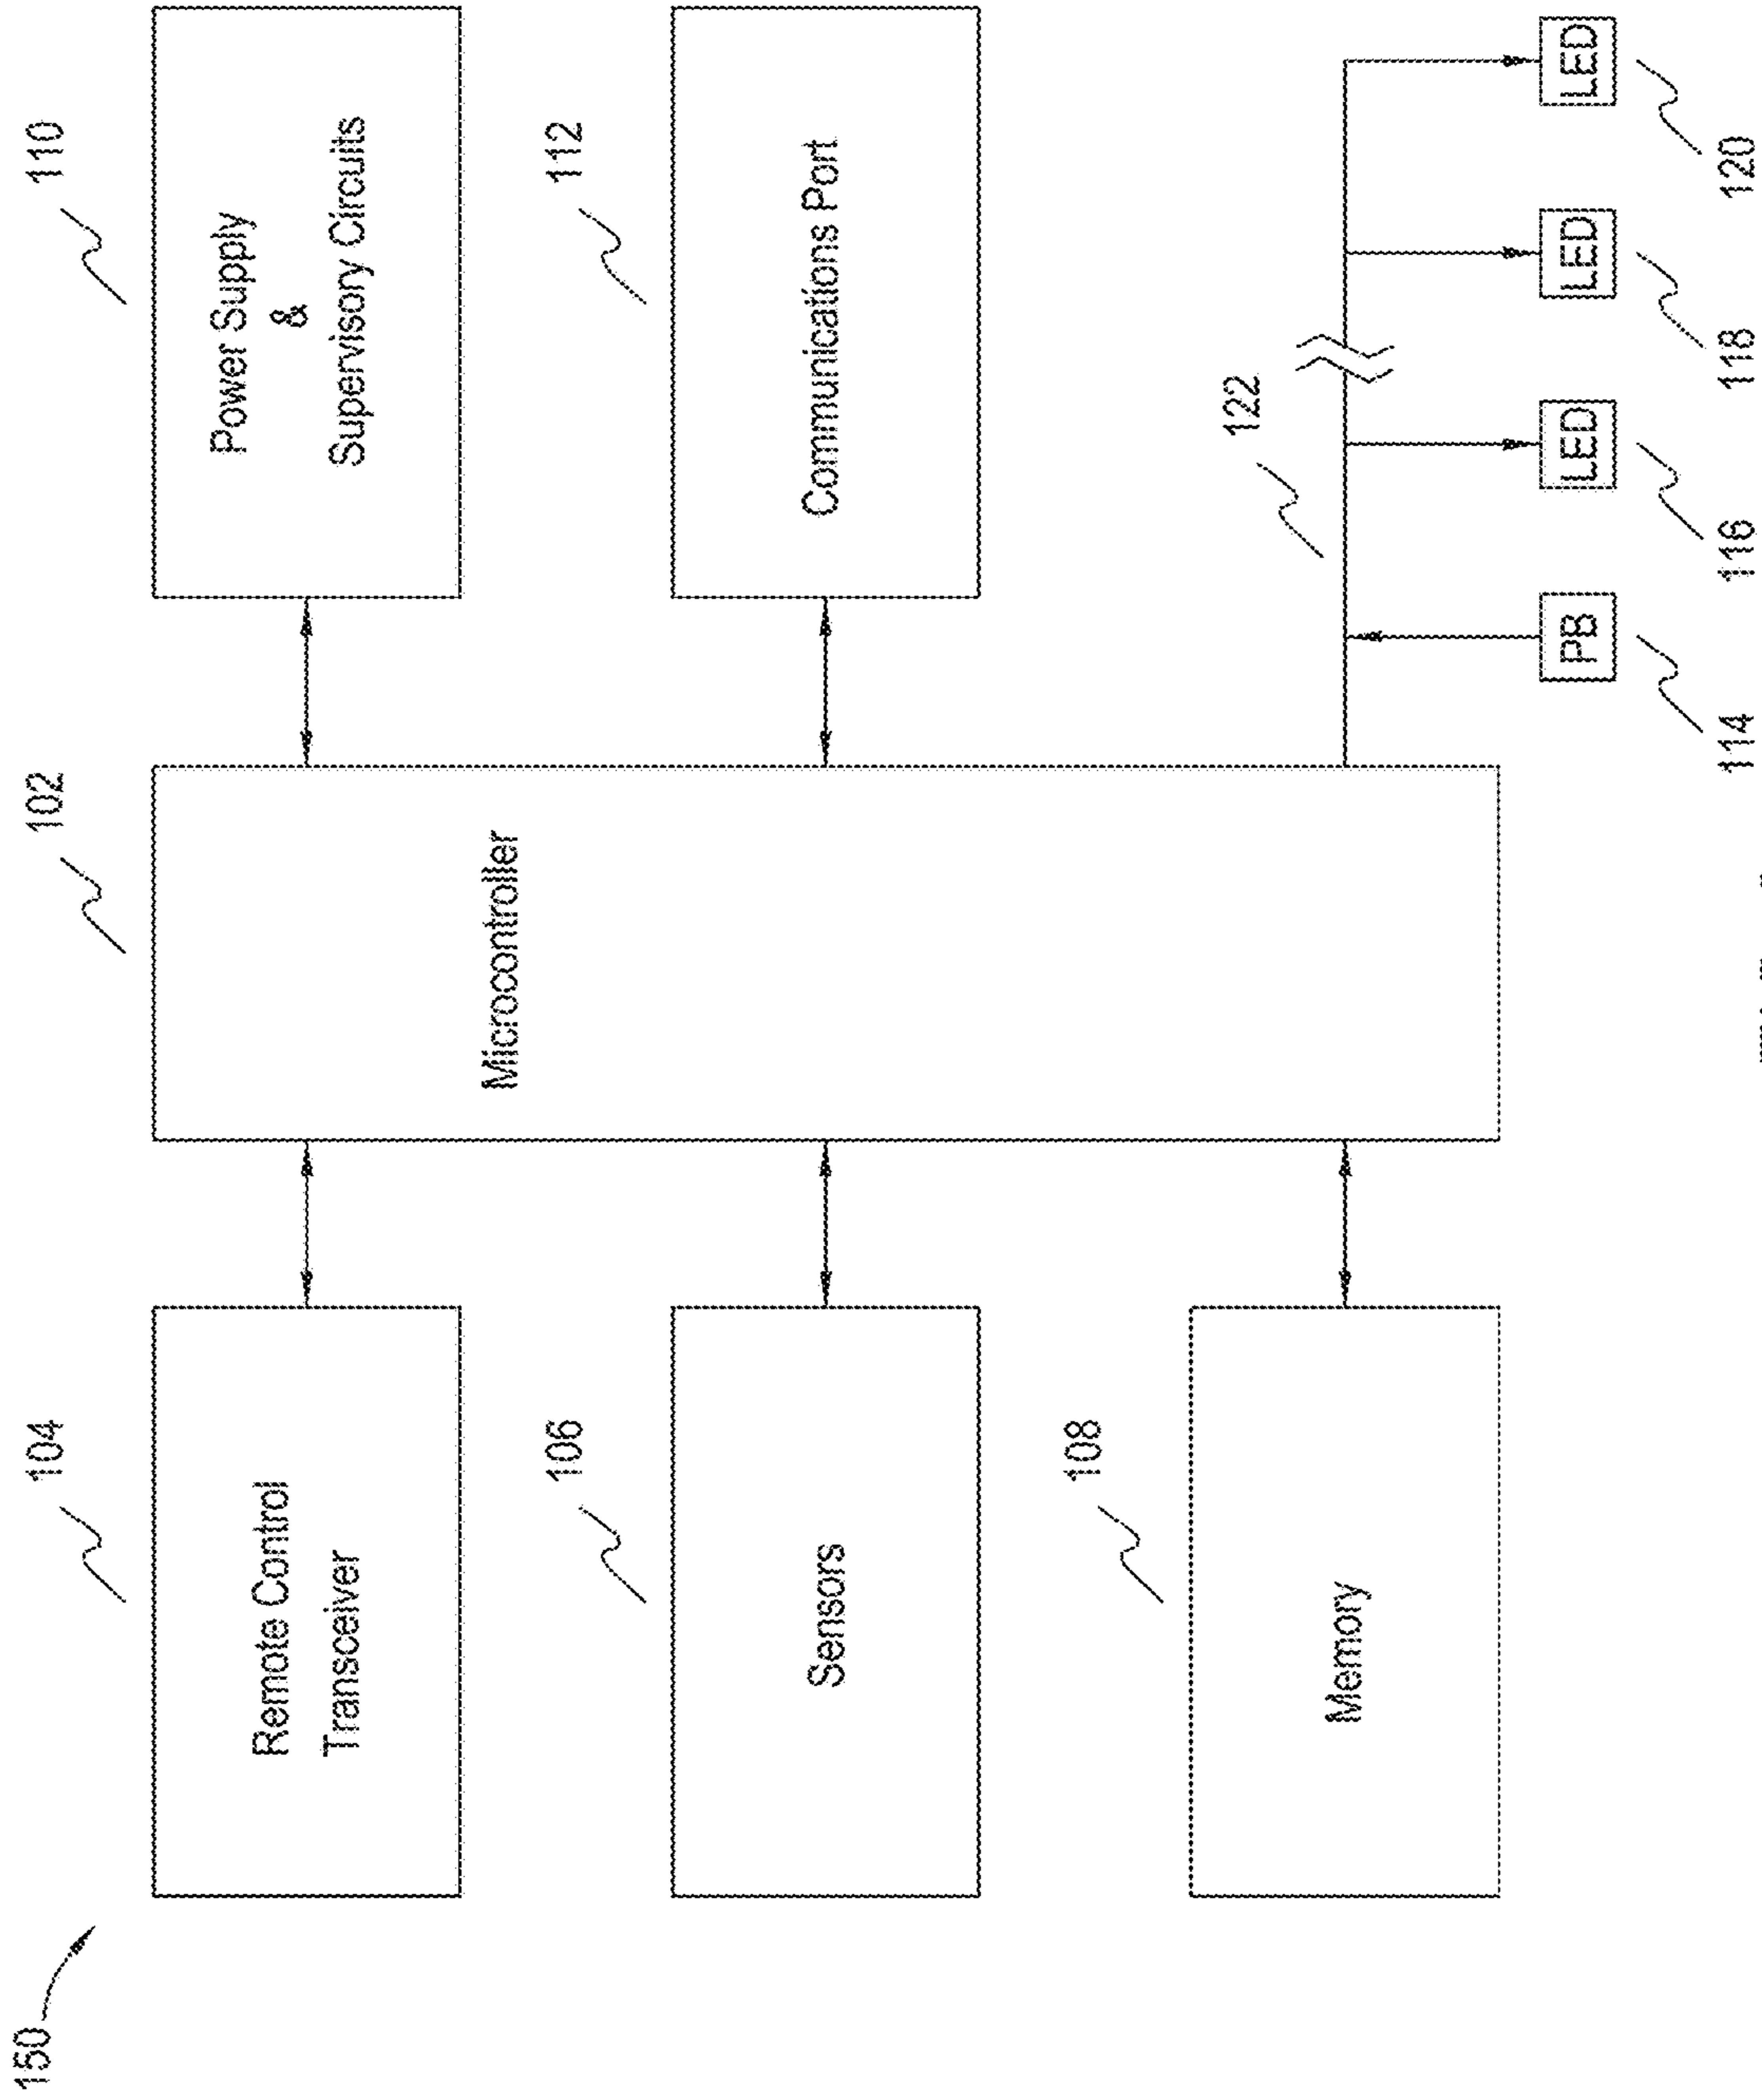 150
104
102
110
Remote Control
Transceiver
Microcontroller
Power Supply
&
Supervisory Circuits
106
112
Sensors
Communications Port
108
122
Memory
PB
LED
LED
LED
114
116
118
120